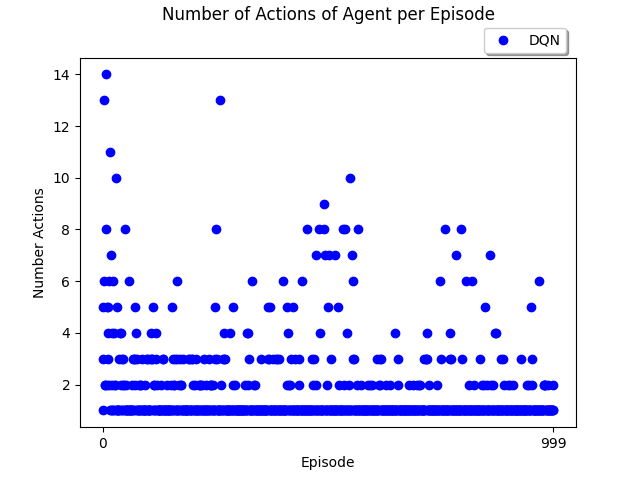 Number of Actions of Agent per Episode
DQN
14
12
10
8
6
4
2
Number Actions
0
999
Episode